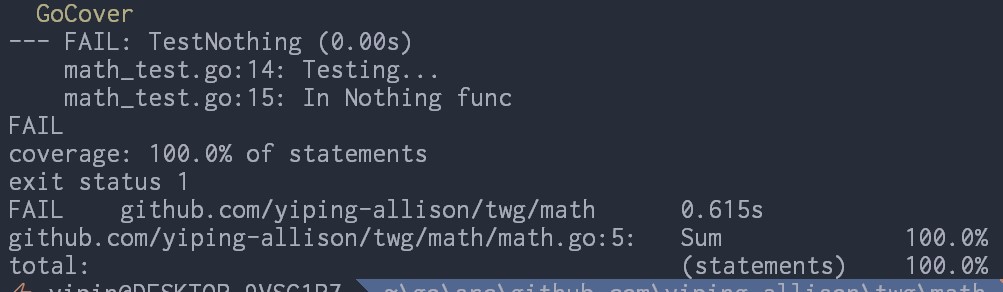 GoCover
--- FAIL: TestNothing (0.00s)
    math_test.go:14: Testing...
    math_test.go:15: In Nothing func
FAIL
coverage: 100.0% of statements
exit status 1
FAIL    github.com/yiping-allison/twg/math      0.615s
github.com/yiping-allison/twg/math/math.go:5:   Sum             100.0%
total:                                          (statements)    100.0%